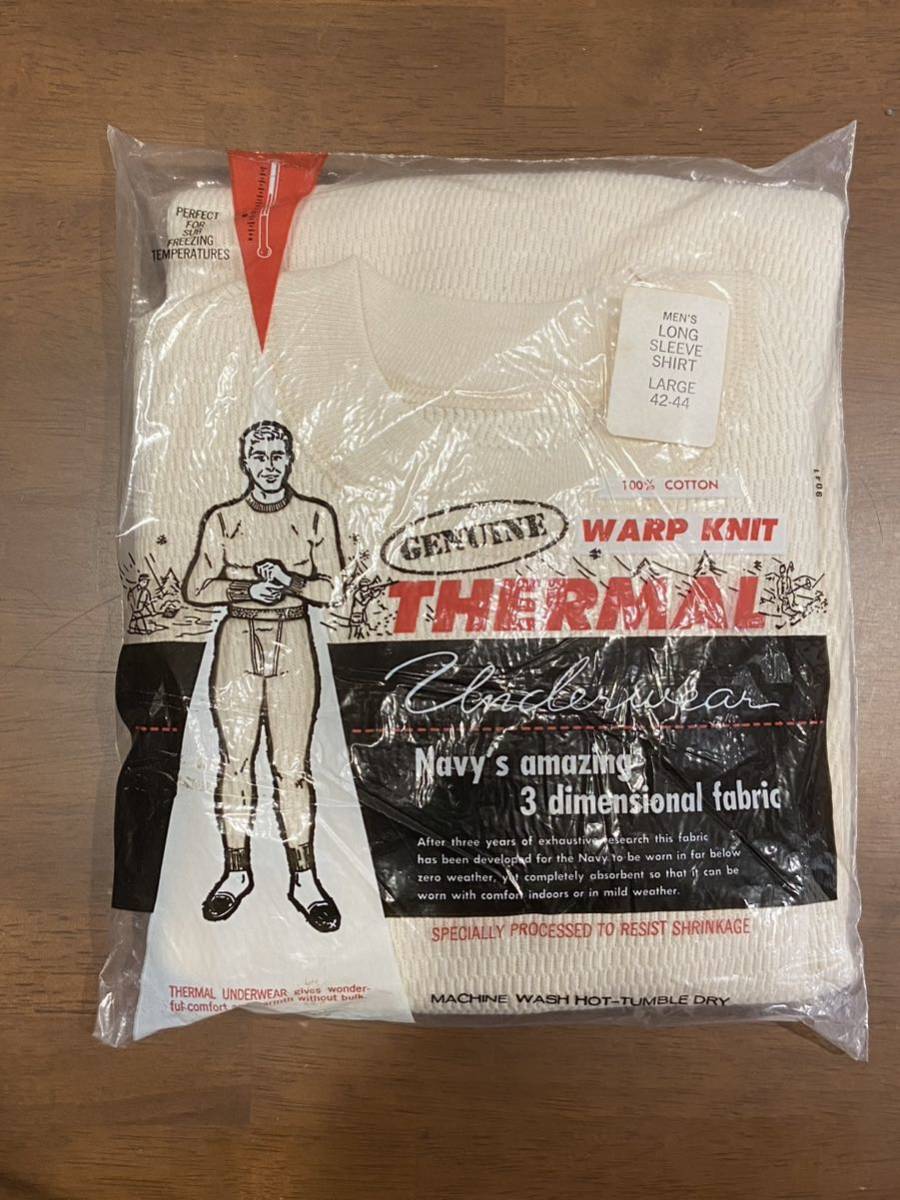 PERFECT
FOR
SUB
FREEZING
TEMPERATURES
MEN'S
LONG
SLEEVE
SHIRT
LARGE
42-44
100% COTTON
GENUINE
WARP KNIT
THERMAL
Underwear
Navy's amazing
3 dimensional fabric
After three years of exhaustive research this fabric
has been developed for the Navy to be worn in far below
zero weather, yet completely absorbent so that it can be
worn with comfort indoors or in mild weather.
SPECIALLY PROCESSED TO RESIST SHRINKAGE
THERMAL UNDERWEAR gives wonder-
ful comfort and warmth without bulk.
MACHINE WASH HOT-TUMBLE DRY